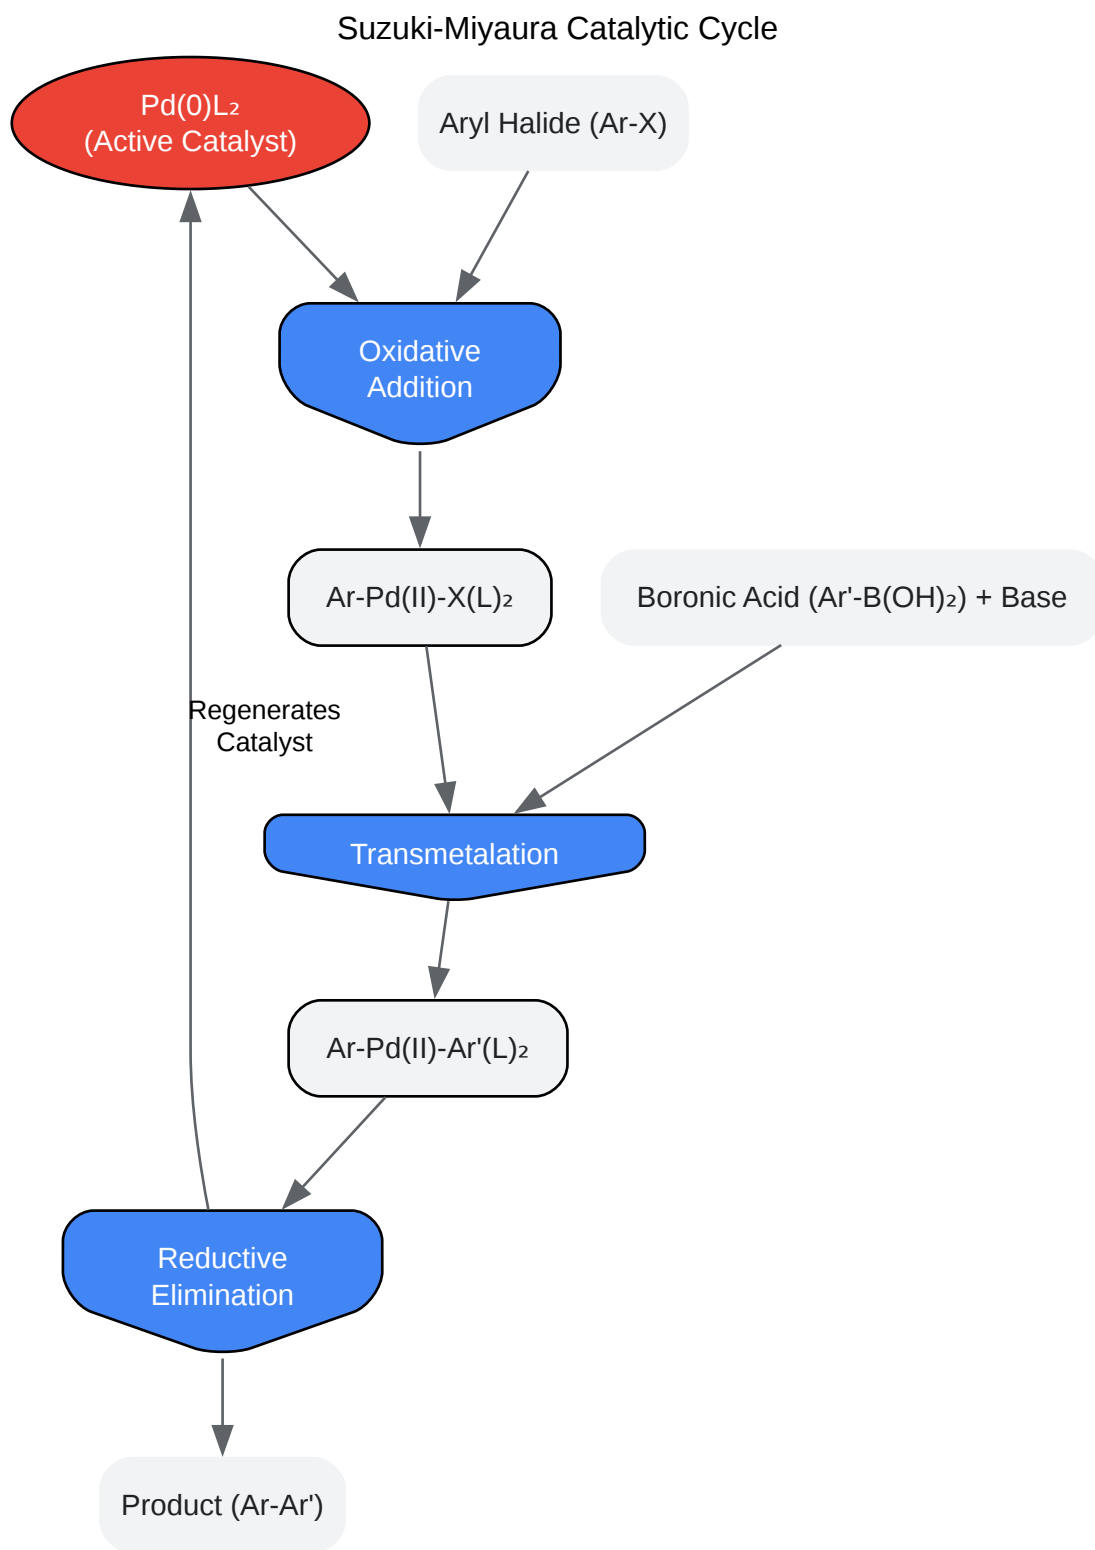 Suzuki-Miyaura Catalytic Cycle
Pd(0)L₂
(Active Catalyst)
Aryl Halide (Ar-X)
Oxidative
Addition
Ar-Pd(II)-X(L)₂
Boronic Acid (Ar'-B(OH)₂) + Base
Regenerates
Catalyst
Transmetalation
Ar-Pd(II)-Ar'(L)₂
Reductive
Elimination
Product (Ar-Ar')